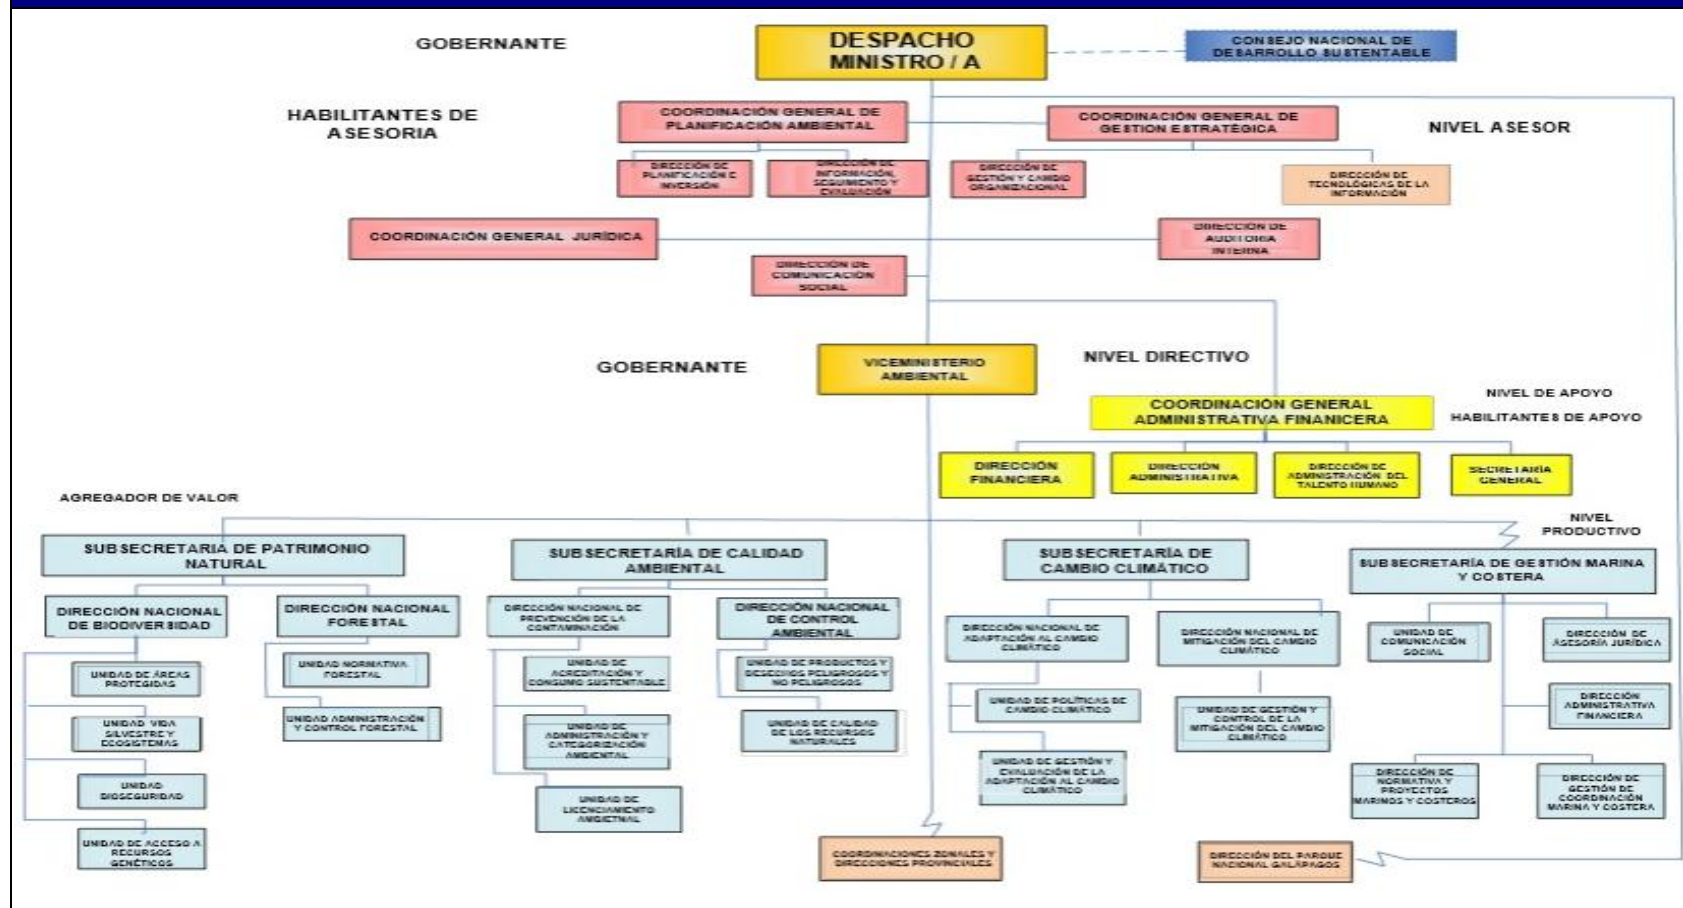 GOBERNANTE
DESPACHO
MINISTRO / A
CONSEJO NACIONAL DE
DESARROLLO SUSTENTABLE
HABILITANTES DE
ASESORIA
COORDINACIÓN GENERAL DE
PLANIFICACIÓN AMBIENTAL
COORDINACIÓN GENERAL DE
GESTION ESTRATÉGICA
NIVEL ASESOR
DIRECCIÓN DE
PLANIFICACIÓN E
INVERSIÓN
DIRECCIÓN DE
INFORMACIÓN,
SEGUIMIENTO Y
EVALUACIÓN
DIRECCIÓN DE
GESTIÓN Y CAMBIO
ORGANIZACIONAL
DIRECCIÓN DE
TECNOLÓGICAS DE LA
INFORMACIÓN
COORDINACIÓN GENERAL JURÍDICA
DIRECCIÓN DE
AUDITORIA
INTERNA
DIRECCIÓN DE
COMUNICACIÓN
SOCIAL
GOBERNANTE
VICEMINISTERIO
AMBIENTAL
NIVEL DIRECTIVO
NIVEL DE APOYO
HABILITANTES DE APOYO
COORDINACIÓN GENERAL
ADMINISTRATIVA FINANICERA
DIRECCIÓN
FINANCIERA
DIRECCIÓN
ADMINISTRATIVA
DIRECCIÓN DE
ADMINISTRACIÓN DEL
TALENTO HUMANO
SECRETARÍA
GENERAL
AGREGADOR DE VALOR
NIVEL
PRODUCTIVO
SUBSECRETARIA DE PATRIMONIO
NATURAL
SUBSECRETARÍA DE CALIDAD
AMBIENTAL
SUBSECRETARÍA DE
CAMBIO CLIMÁTICO
SUBSECRETARÍA DE GESTIÓN MARINA
Y COSTERA
DIRECCIÓN NACIONAL
DE BIODIVERSIDAD
DIRECCIÓN NACIONAL
FORESTAL
DIRECCIÓN NACIONAL DE
PREVENCIÓN DE LA
CONTAMINACIÓN
DIRECCIÓN NACIONAL
DE CONTROL
AMBIENTAL
DIRECCIÓN NACIONAL DE
ADAPTACIÓN AL CAMBIO
CLIMÁTICO
DIRECCIÓN NACIONAL DE
MITIGACIÓN DEL CAMBIO
CLIMÁTICO
UNIDAD DE
COMUNICACIÓN
SOCIAL
DIRECCIÓN DE
ASESORÍA JURÍDICA
UNIDAD DE ÁREAS
PROTEGIDAS
UNIDAD NORMATIVA
FORESTAL
UNIDAD DE
ACREDITACIÓN Y
CONSUMO SUSTENTABLE
UNIDAD DE PRODUCTOS Y
DESECHOS PELIGROSOS Y
NO PELIGROSOS
UNIDAD DE POLÍTICAS DE
CAMBIO CLIMÁTICO
UNIDAD DE GESTIÓN Y
CONTROL DE LA
MITIGACIÓN DEL CAMBIO
CLIMÁTICO
DIRECCIÓN
ADMINISTRATIVA
FINANCIERA
UNIDAD VIDA
SILVESTRE Y
ECOSISTEMAS
UNIDAD ADMINISTRACIÓN
Y CONTROL FORESTAL
UNIDAD DE
ADMINISTRACIÓN Y
CATEGORIZACIÓN
AMBIENTAL
UNIDAD DE CALIDAD
DE LOS RECURSOS
NATURALES
UNIDAD DE GESTIÓN Y
EVALUACIÓN DE LA
ADAPTACIÓN AL CAMBIO
CLIMÁTICO
DIRECCIÓN DE
NORMATIVA Y
PROYECTOS
MARINOS Y COSTEROS
DIRECCIÓN DE
GESTIÓN DE
COORDINACIÓN
MARINA Y COSTERA
UNIDAD
BIOSEGURIDAD
UNIDAD DE
LICENCIAMIENTO
AMBIETNAL
UNIDAD DE ACCESO A
RECURSOS
GENÉTICOS
COORDINACIONES ZONALES Y
DIRECCIONES PROVINCIALES
DIRECCIÓN DEL PARQUE
NACIONAL GALÁPAGOS